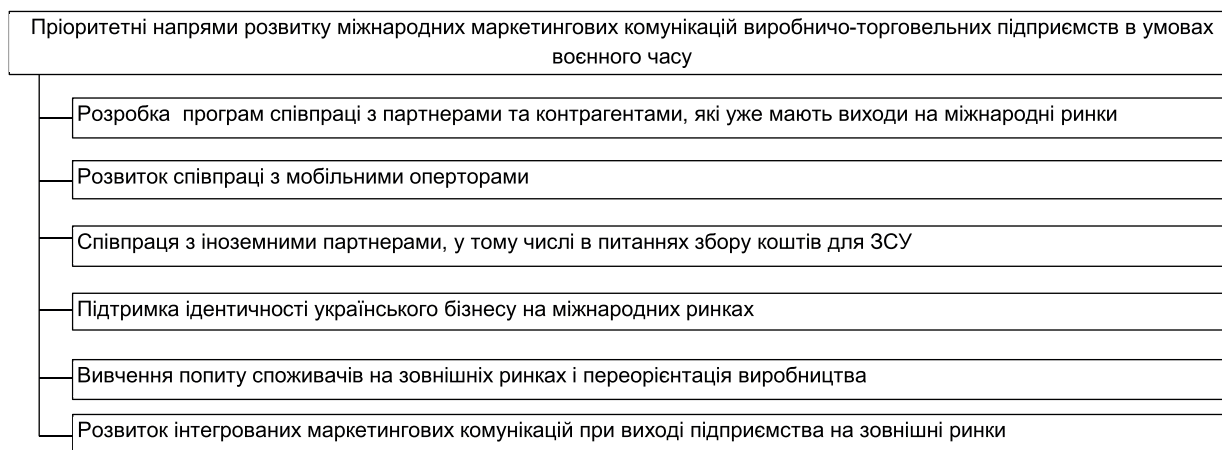 Пріоритетні напрями розвитку міжнародних маркетингових комунікацій виробничо-торговельних підприємств в умовах
воєнного часу
Розробка програм співпраці з партнерами та контрагентами, які уже мають виходи на міжнародні ринки
Розвиток співпраці з мобільними оперторами
Співпраця з іноземними партнерами, у тому числі в питаннях збору коштів для ЗСУ
Підтримка ідентичності українського бізнесу на міжнародних ринках
Вивчення попиту споживачів на зовнішніх ринках і переорієнтація виробництва
Розвиток інтегрованих маркетингових комунікацій при виході підприємства на зовнішні ринки